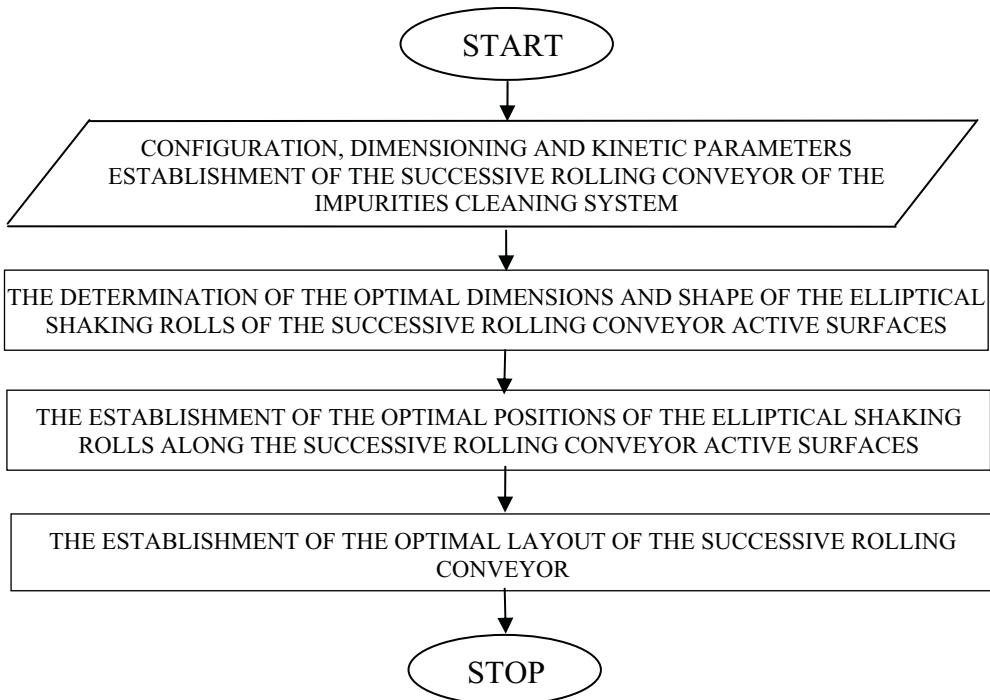 START
CONFIGURATION, DIMENSIONING AND KINETIC PARAMETERS
ESTABLISHMENT OF THE SUCCESSIVE ROLLING CONVEYOR OF THE
IMPURITIES CLEANING SYSTEM
THE DETERMINATION OF THE OPTIMAL DIMENSIONS AND SHAPE OF THE ELLIPTICAL
SHAKING ROLLS OF THE SUCCESSIVE ROLLING CONVEYOR ACTIVE SURFACES
THE ESTABLISHMENT OF THE OPTIMAL POSITIONS OF THE ELLIPTICAL SHAKING
ROLLS ALONG THE SUCCESSIVE ROLLING CONVEYOR ACTIVE SURFACES
THE ESTABLISHMENT OF THE OPTIMAL LAYOUT OF THE SUCCESSIVE ROLLING
CONVEYOR
STOP